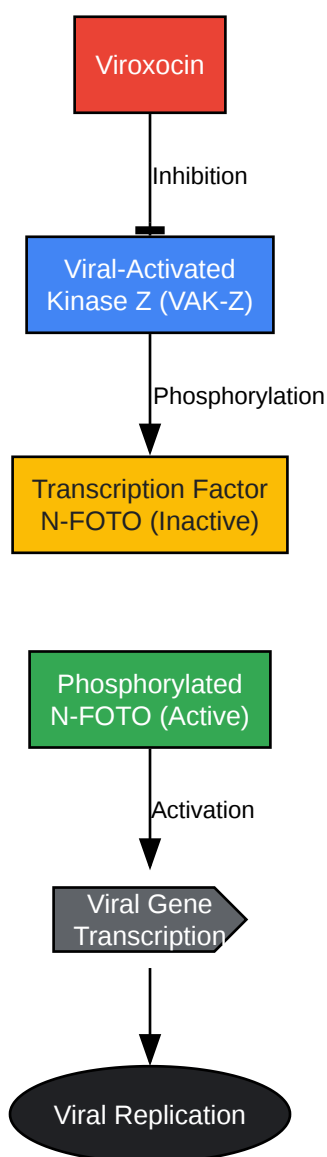 Viroxocin
Inhibition
Viral-Activated
Kinase Z (VAK-Z)
Phosphorylation
Transcription Factor
N-FOTO (Inactive)
Phosphorylated
N-FOTO (Active)
Activation
Viral Gene
Transcription
Viral Replication